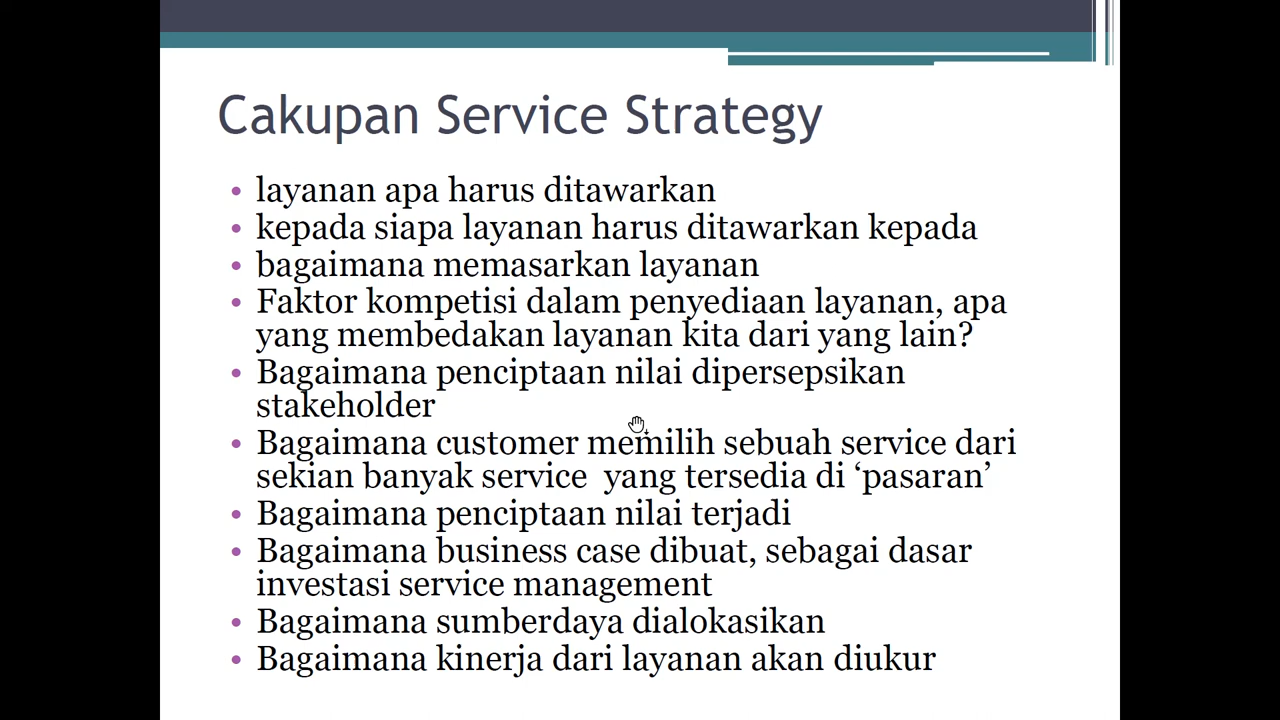 Cakupan Service Strategy
• layanan apa harus ditawarkan
• kepada siapa layanan harus ditawarkan kepada
• bagaimana memasarkan layanan
• Faktor kompetisi dalam penyediaan layanan, apa
yang membedakan layanan kita dari yang lain?
• Bagaimana penciptaan nilai dipersepsikan
stakeholder
• Bagaimana customer memilih sebuah service dari
sekian banyak service  yang tersedia di ‘pasaran’
• Bagaimana penciptaan nilai terjadi
• Bagaimana business case dibuat, sebagai dasar
investasi service management
• Bagaimana sumberdaya dialokasikan
• Bagaimana kinerja dari layanan akan diukur